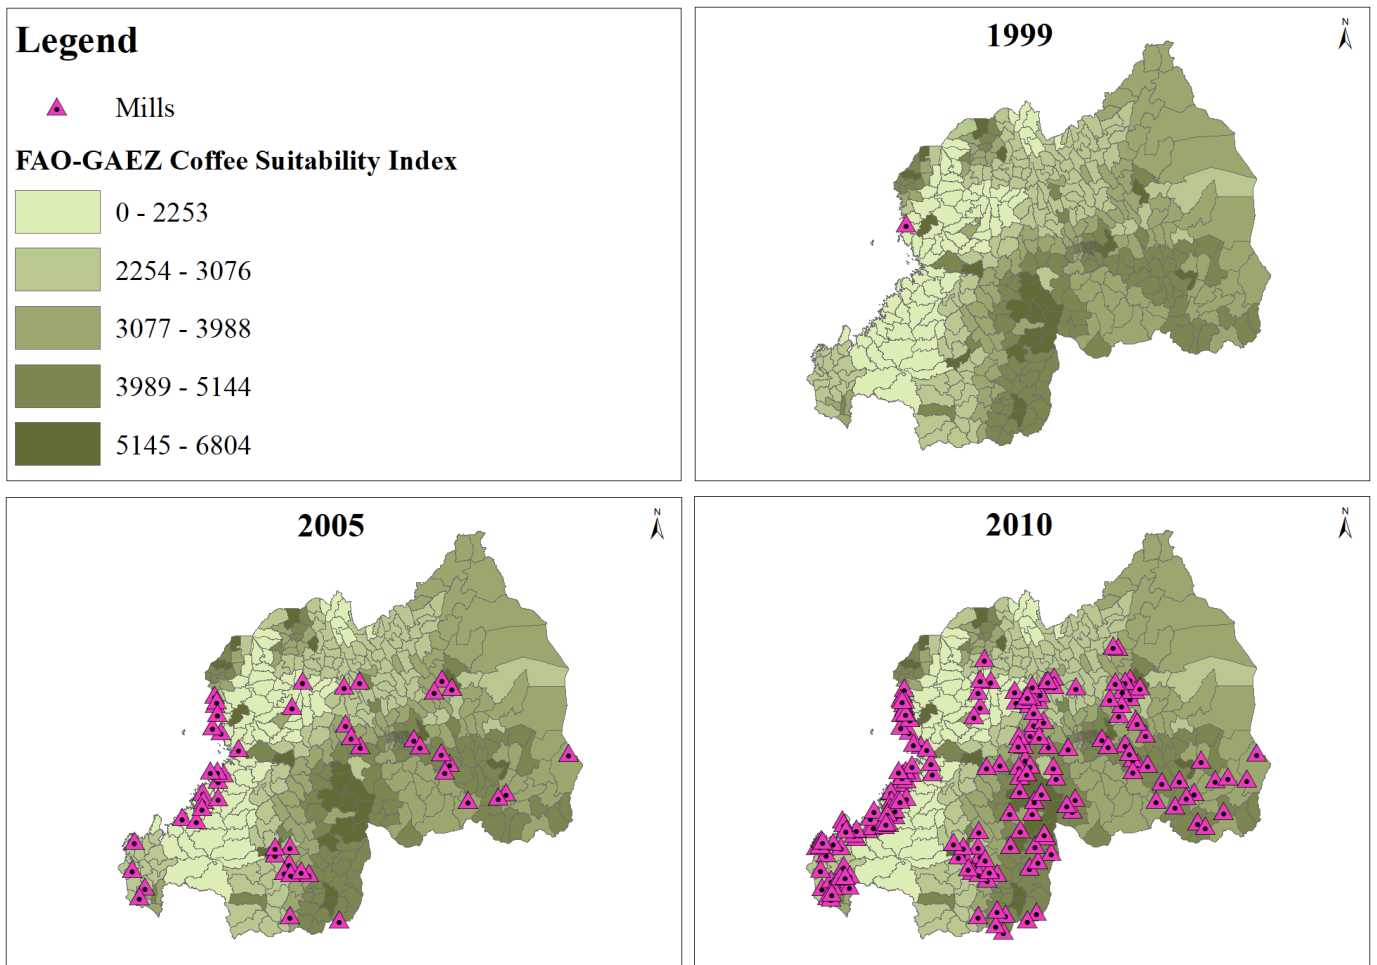 Legend
Mills
FAO-GAEZ Coffee Suitability Index
0 - 2253
2254 - 3076
3077 - 3988
3989 - 5144
5145 - 6804
1999
N
2005
N
2010
N